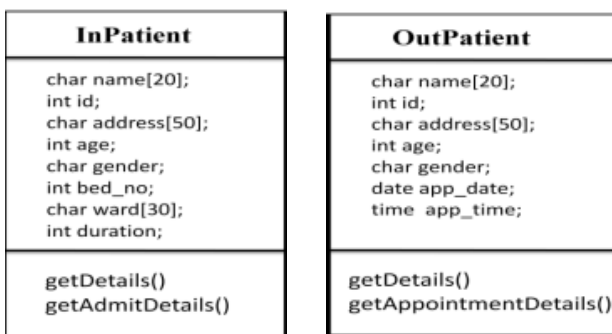 InPatient
char name[20];
int id;
char address[50];
int age;
char gender;
int bed_no;
char ward[30];
int duration;
getDetails()
getAdmitDetails()
OutPatient
char name[20];
int id;
char address[50];
int age;
char gender;
date app_date;
time app_time;
getDetails()
getAppointmentDetails()